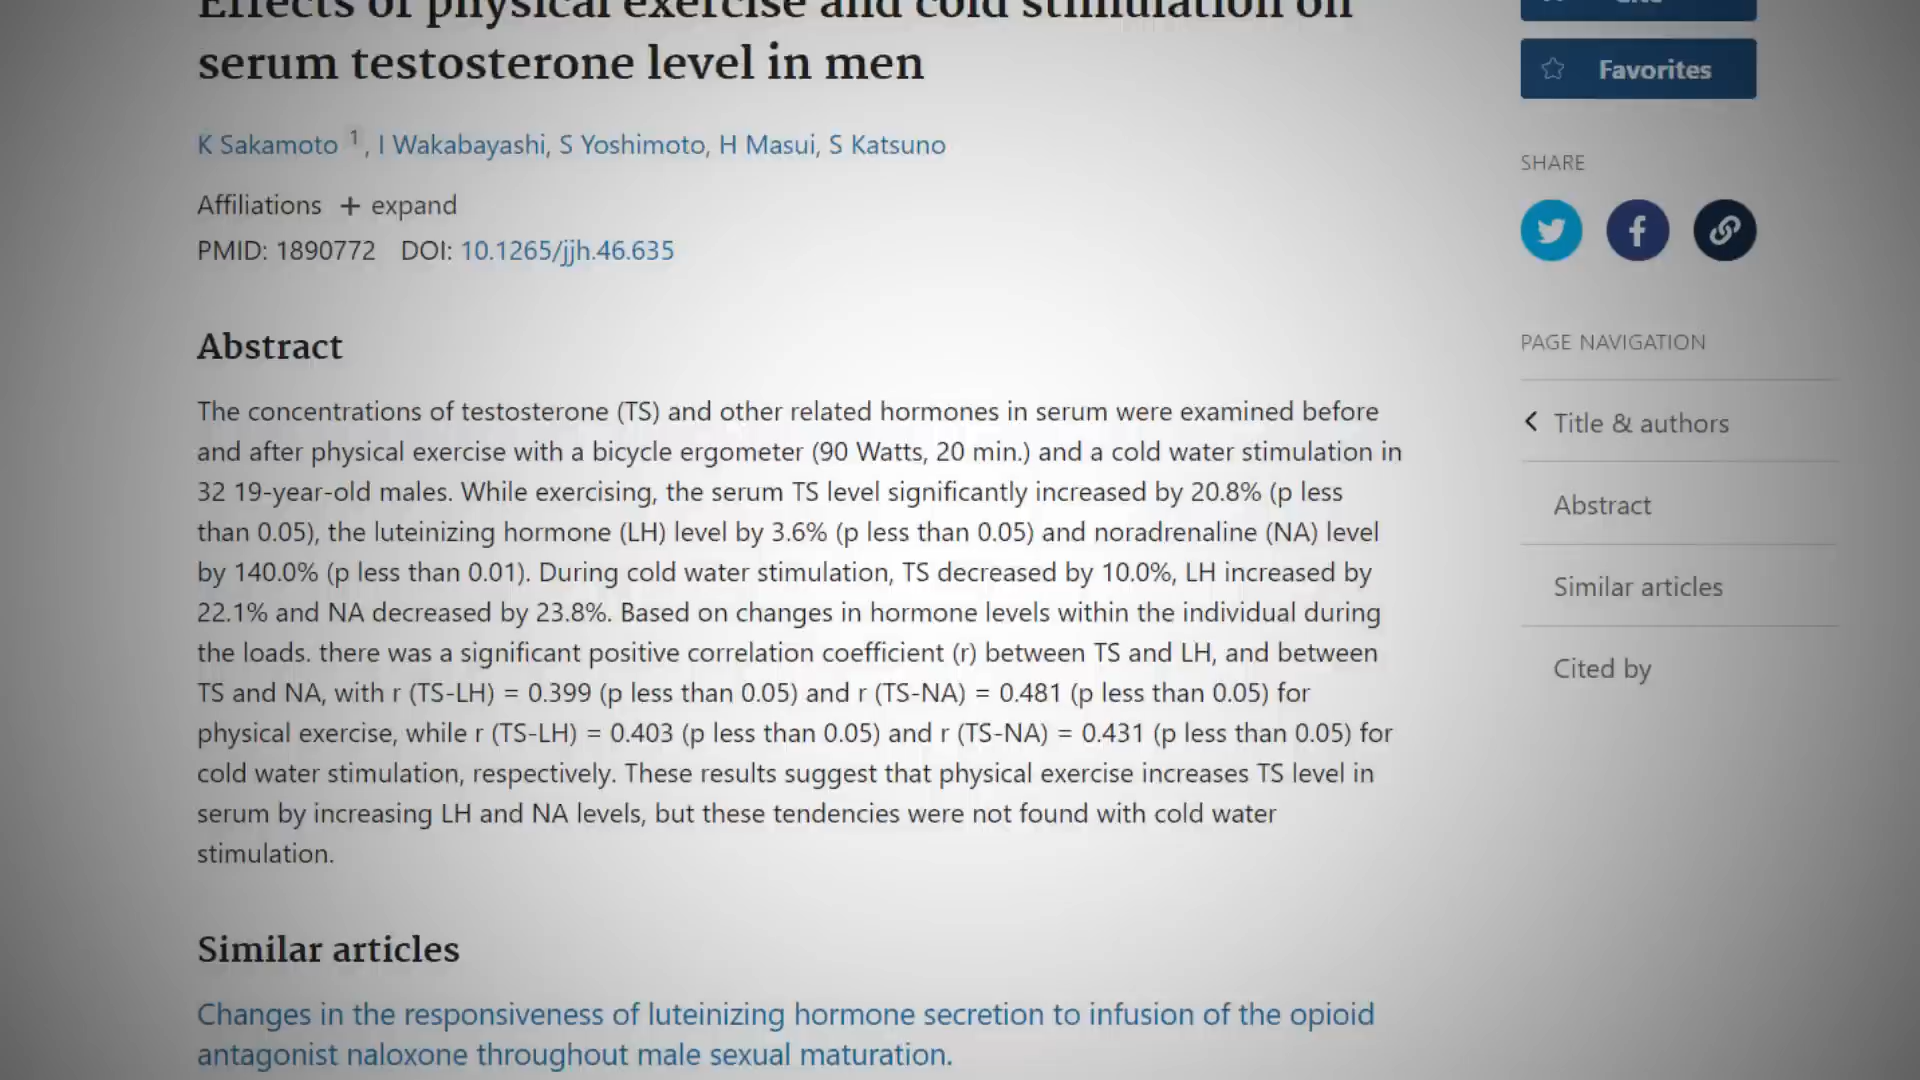 Effects of physical exercise and cold stimulation on
serum testosterone level in men
K Sakamoto 1, I Wakabayashi, S Yoshimoto, H Masui, S Katsuno
Affiliations + expand
PMID: 1890772 DOI: 10.1265/jjh.46.635
Abstract
The concentrations of testosterone (TS) and other related hormones in serum were examined before
and after physical exercise with a bicycle ergometer (90 Watts, 20 min.) and a cold water stimulation in
32 19-year-old males. While exercising, the serum TS level significantly increased by 20.8% (p less
than 0.05), the luteinizing hormone (LH) level by 3.6% (p less than 0.05) and noradrenaline (NA) level
by 140.0% (p less than 0.01). During cold water stimulation, TS decreased by 10.0%, LH increased by
22.1% and NA decreased by 23.8%. Based on changes in hormone levels within the individual during
the loads. there was a significant positive correlation coefficient (r) between TS and LH, and between
TS and NA, with r (TS-LH) = 0.399 (p less than 0.05) and r (TS-NA) = 0.481 (p less than 0.05) for
physical exercise, while r (TS-LH) = 0.403 (p less than 0.05) and r (TS-NA) = 0.431 (p less than 0.05) for
cold water stimulation, respectively. These results suggest that physical exercise increases TS level in
serum by increasing LH and NA levels, but these tendencies were not found with cold water
stimulation.
Similar articles
Changes in the responsiveness of luteinizing hormone secretion to infusion of the opioid
antagonist naloxone throughout male sexual maturation.
Cite
Favorites
SHARE
PAGE NAVIGATION
Title & authors
Abstract
Similar articles
Cited by